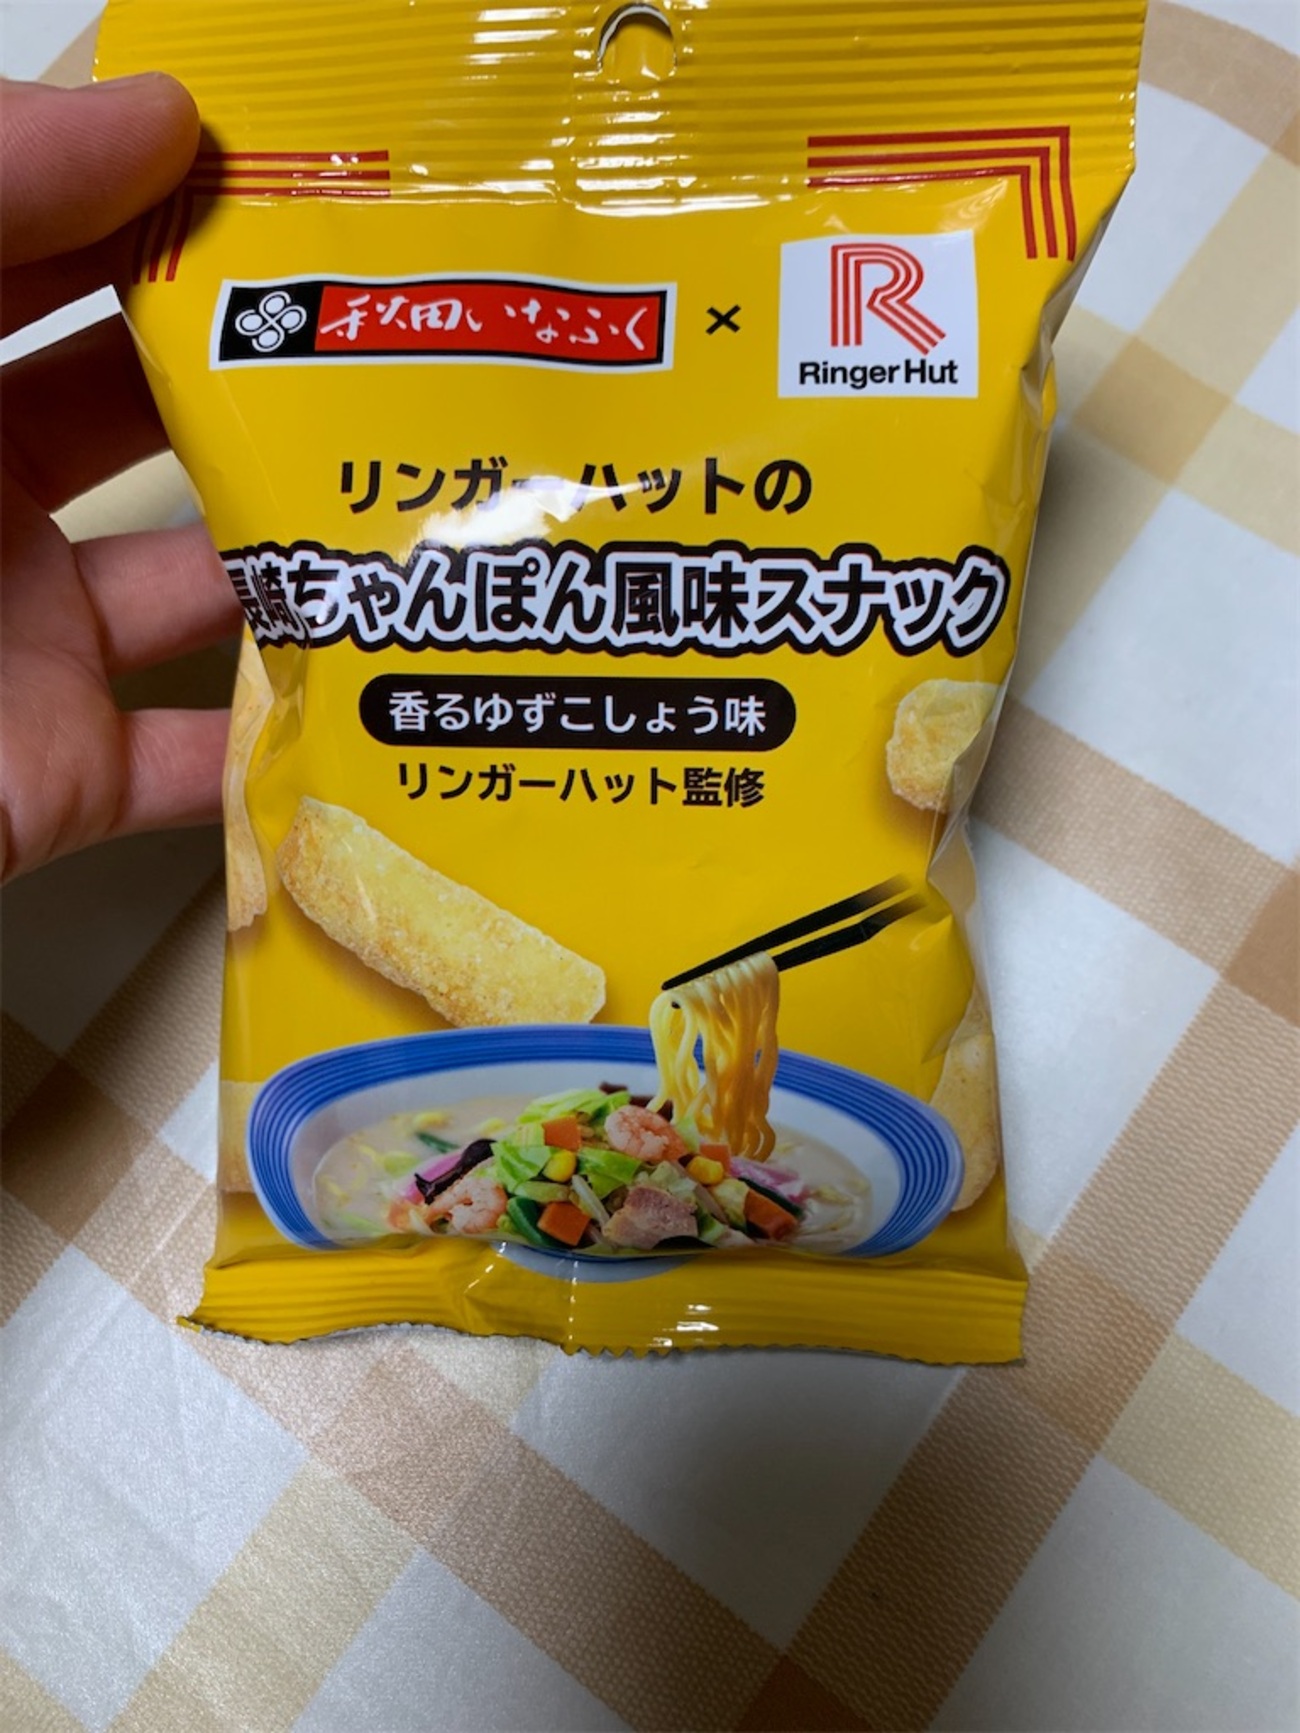 秋田いなふく × Ringer Hut
リンガーハットの
長崎ちゃんぽん風味スナック
香るゆずこしょう味
リンガーハット監修